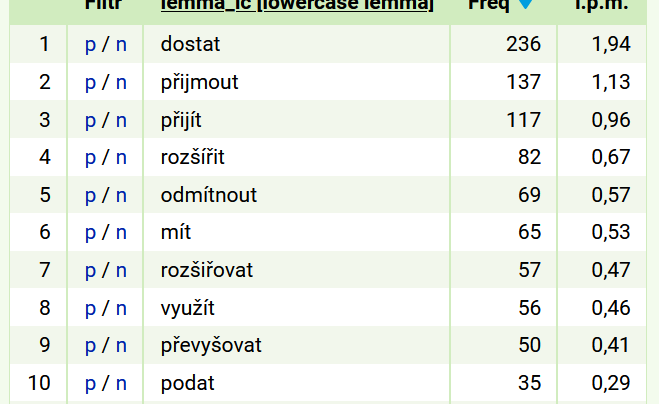 Filtr lemma_lc [lowercase lemma] Freq i.p.m.
1 p / n dostat 236 1,94
2 p / n přijmout 137 1,13
3 p / n přijít 117 0,96
4 p / n rozšířit 82 0,67
5 p / n odmítnout 69 0,57
6 p / n mít 65 0,53
7 p / n rozšiřovat 57 0,47
8 p / n využít 56 0,46
9 p / n převyšovat 50 0,41
10 p / n podat 35 0,29